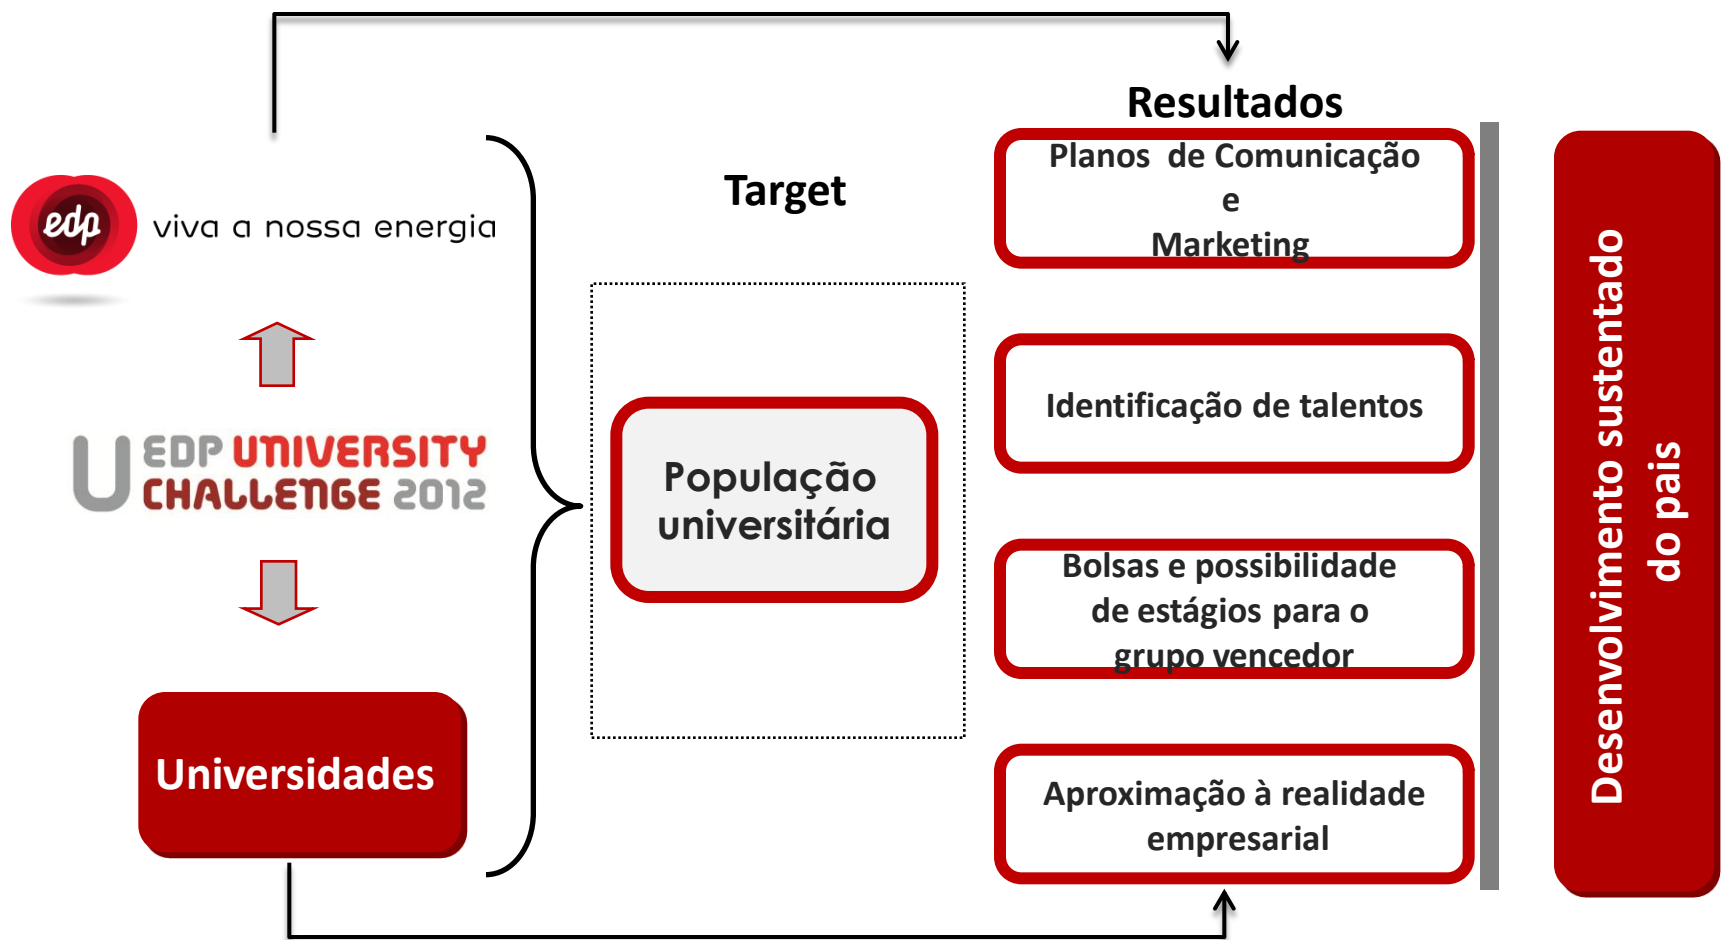 Resultados
Planos de Comunicação
e
Marketing
Target
edp
viva a nossa energia
Identificação de talentos
U EDP UNIVERSITY
CHALLENGE 2012
População
universitária
Bolsas e possibilidade
de estágios para o
grupo vencedor
Universidades
Aproximação à realidade
empresarial
Desenvolvimento sustentado
do pais